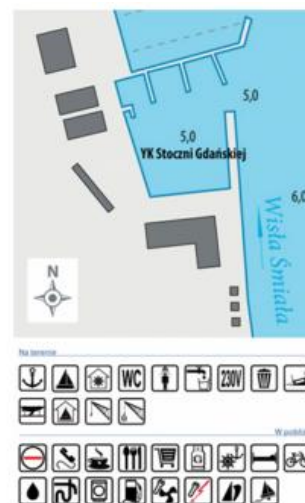 5,0
5,0
YK Stoczni Gdańskiej
6,0
Wisła Śmiała
N
Na terenie
WC
230V
W pobliżu